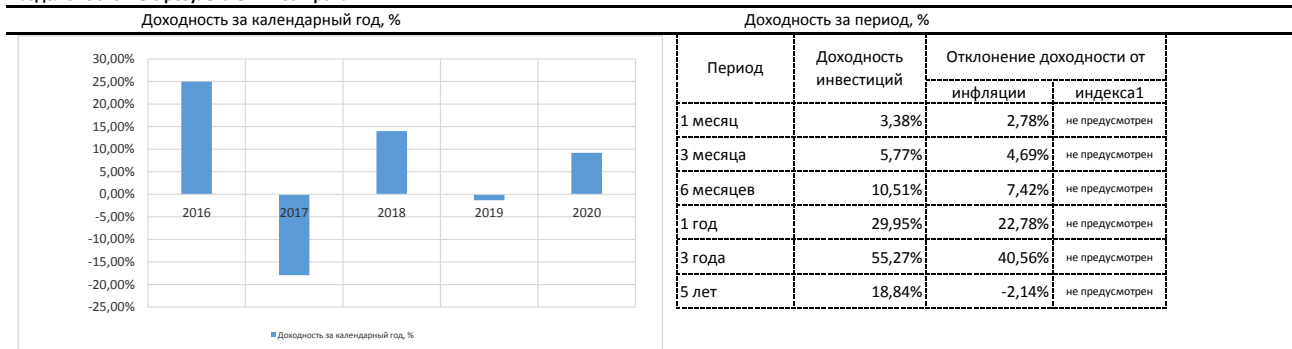 Доходность за календарный год, %
Доходность за период, %
30,00%
25,00%
20,00%
15,00%
10,00%
5,00%
0,00%
-5,00%
-10,00%
-15,00%
-20,00%
-25,00%
2016 2017 2018 2019 2020
Доходность за календарный год, %
Период Доходность инвестиций Отклонение доходности от
инфляции индекса1
1 месяц 3,38% 2,78% не предусмотрен
3 месяца 5,77% 4,69% не предусмотрен
6 месяцев 10,51% 7,42% не предусмотрен
1 год 29,95% 22,78% не предусмотрен
3 года 55,27% 40,56% не предусмотрен
5 лет 18,84% -2,14% не предусмотрен